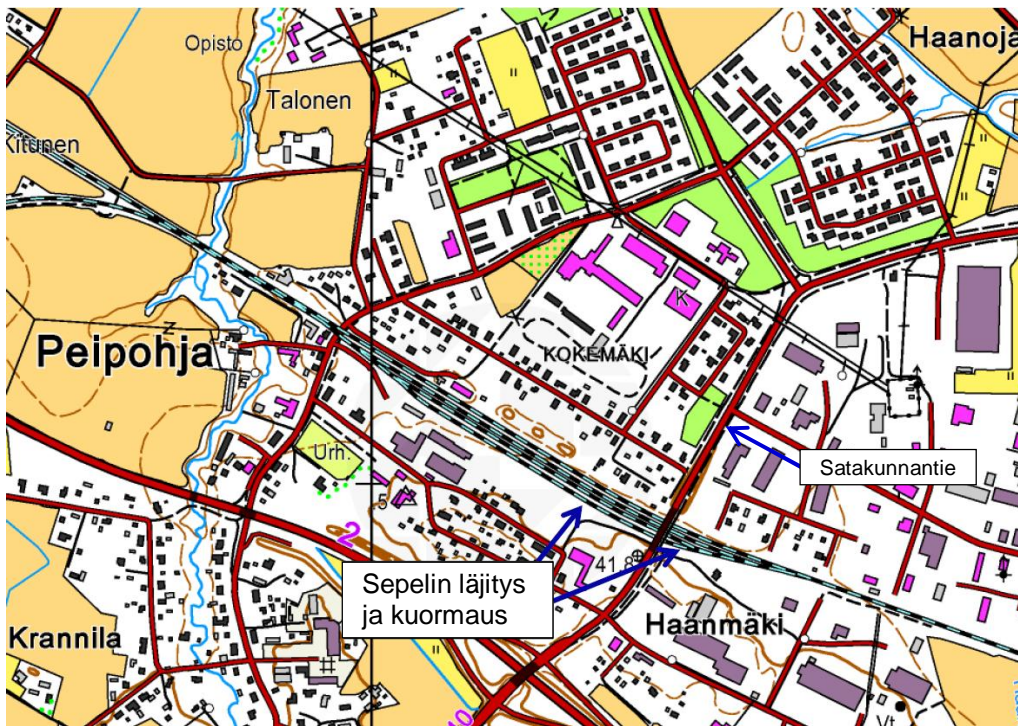 Opisto
Haanoja
Talonen
Kitunen
Peipohja
KOKEMÄKI
K
Urh.
Satakunnantie
5
2
41.8
Sepelin läjitys
ja kuormaus
Haanmäki
Krannila
Vt